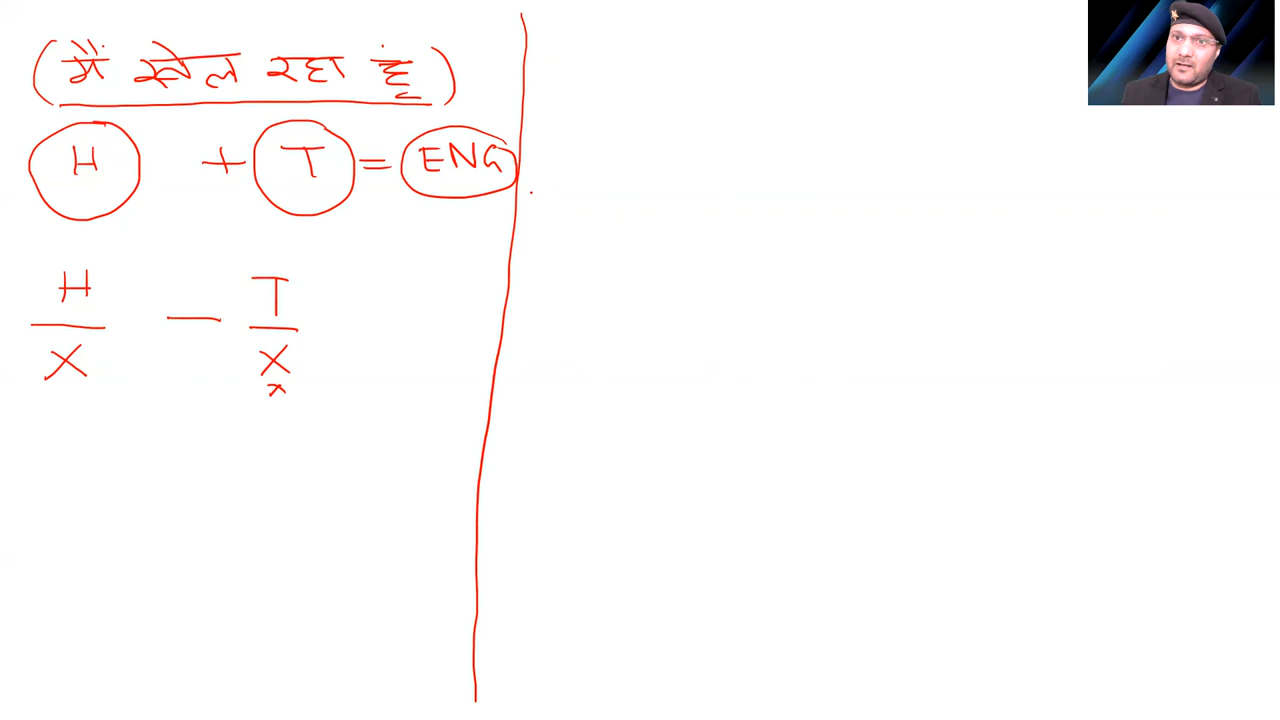 (मैं खेल रहा हूँ)
H + T = ENG
H — T
X X
x